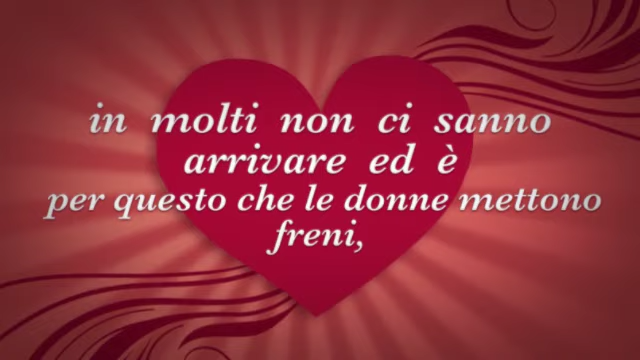 in molti non ci sanno
arrivare ed è
per questo che le donne mettono
freni,